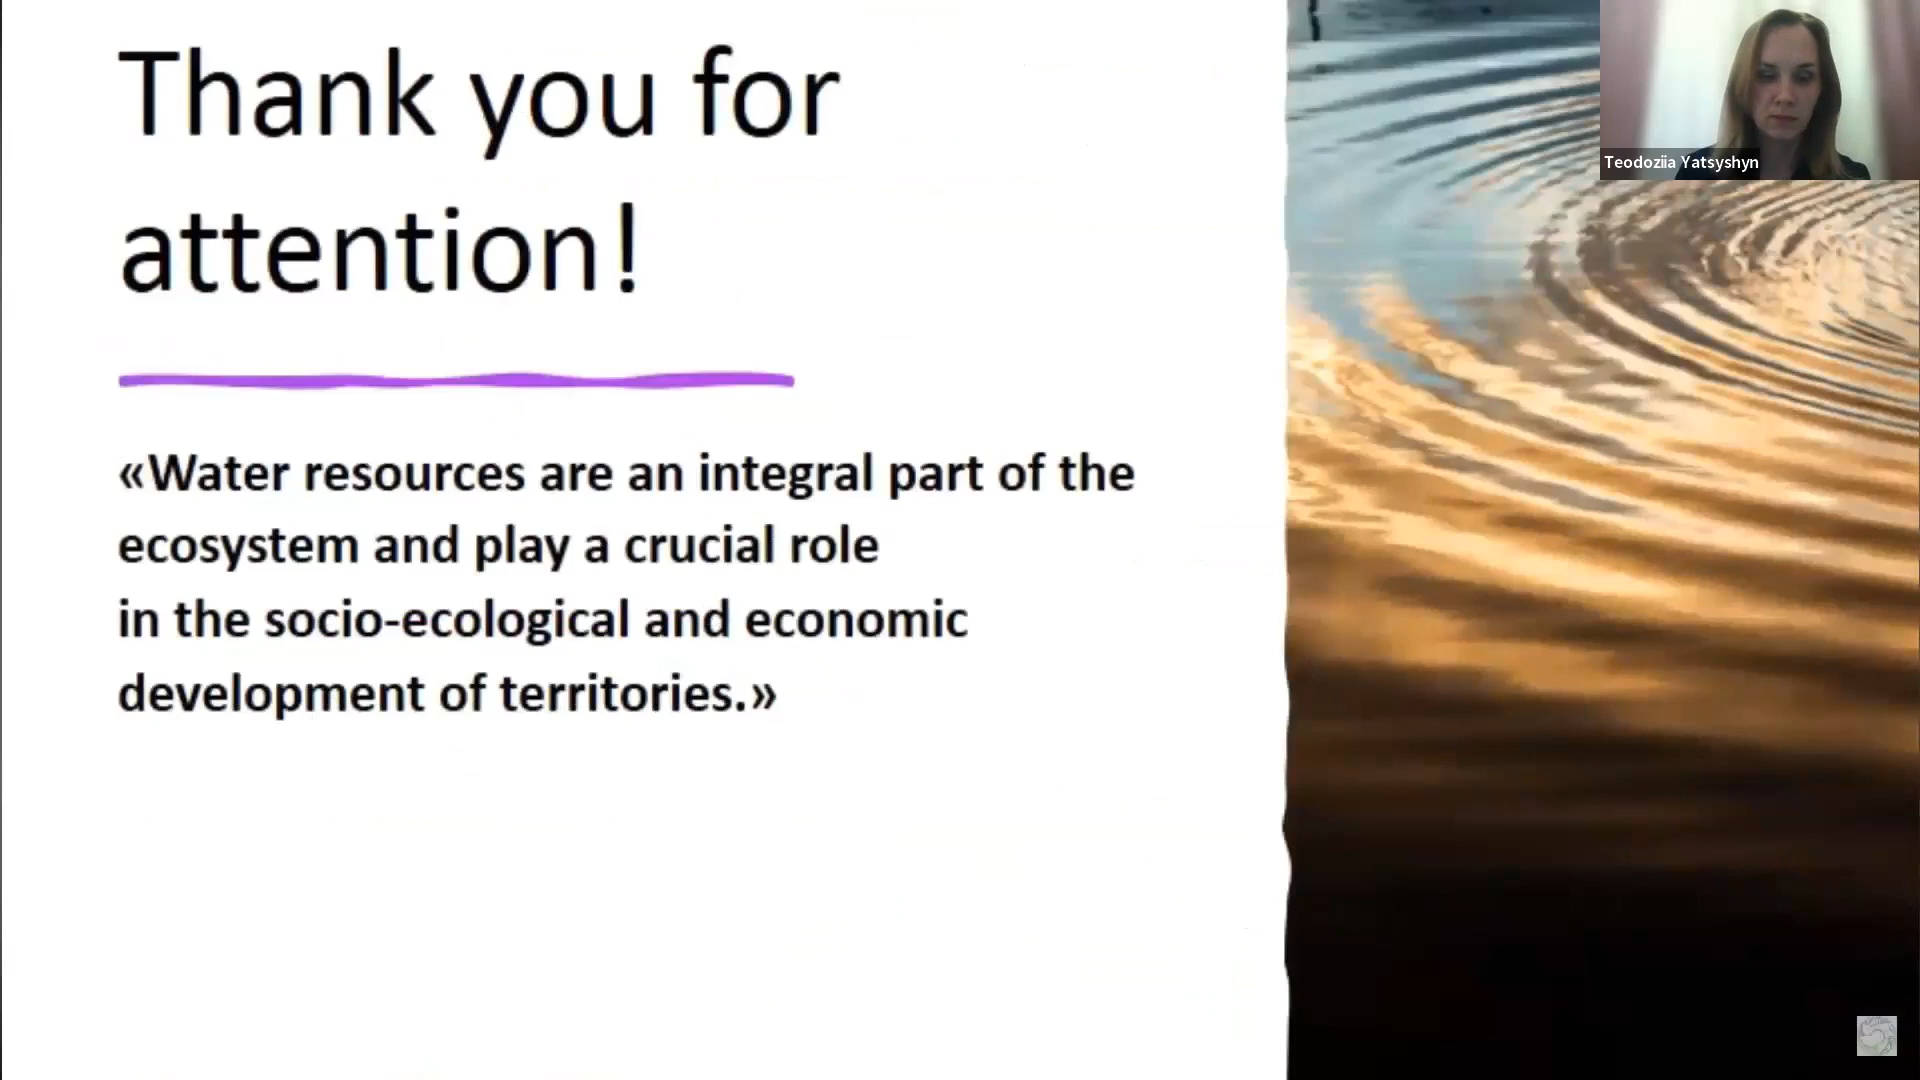 Thank you for
attention!
«Water resources are an integral part of the
ecosystem and play a crucial role
in the socio-ecological and economic
development of territories.»
Teodoziia Yatsyshyn